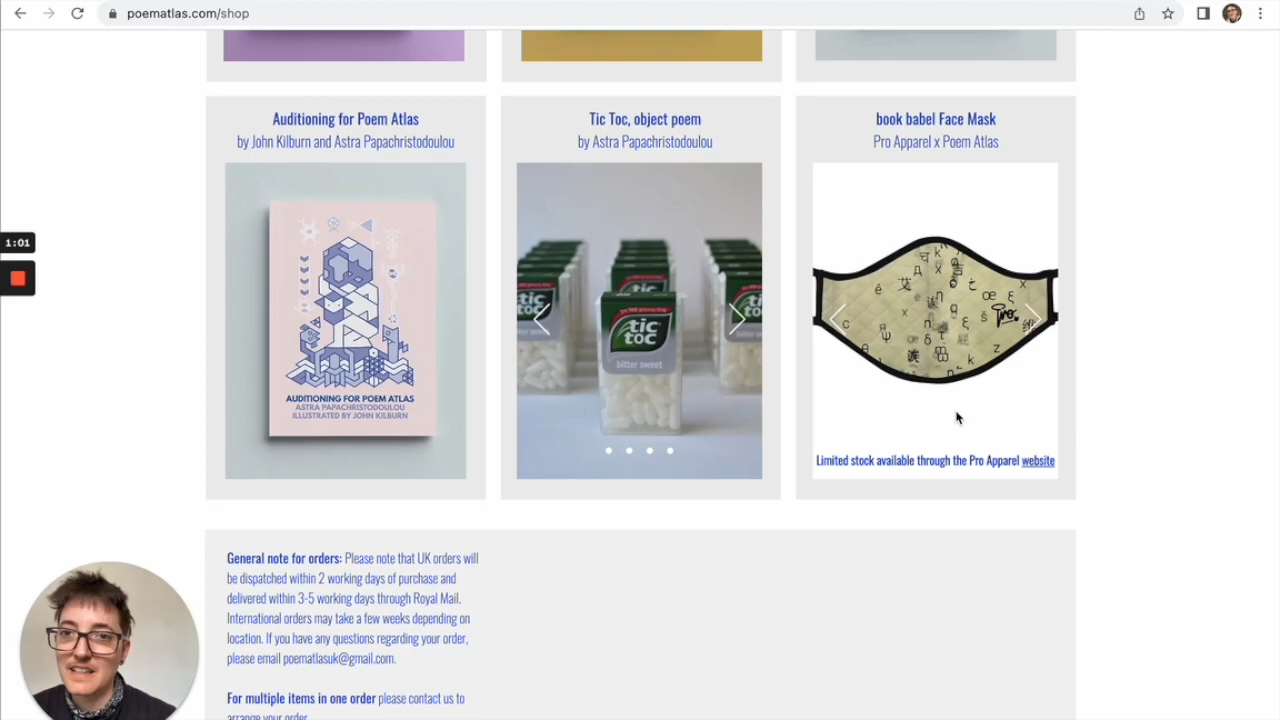 poematlas.com/shop
Auditioning for Poem Atlas
by John Kilburn and Astra Papachristodoulou
Tic Toc, object poem
by Astra Papachristodoulou
book babel Face Mask
Pro Apparel x Poem Atlas
1:01
AUDITIONING FOR POEM ATLAS
ASTRA PAPACHRISTODOULOU
ILLUSTRATED BY JOHN KILBURN
tic
toc
bitter sweet
Limited stock available through the Pro Apparel website
General note for orders: Please note that UK orders will
be dispatched within 2 working days of purchase and
delivered within 3-5 working days through Royal Mail.
International orders may take a few weeks depending on
location. If you have any questions regarding your order,
please email poematlasuk@gmail.com.
For multiple items in one order please contact us to
arrange your order